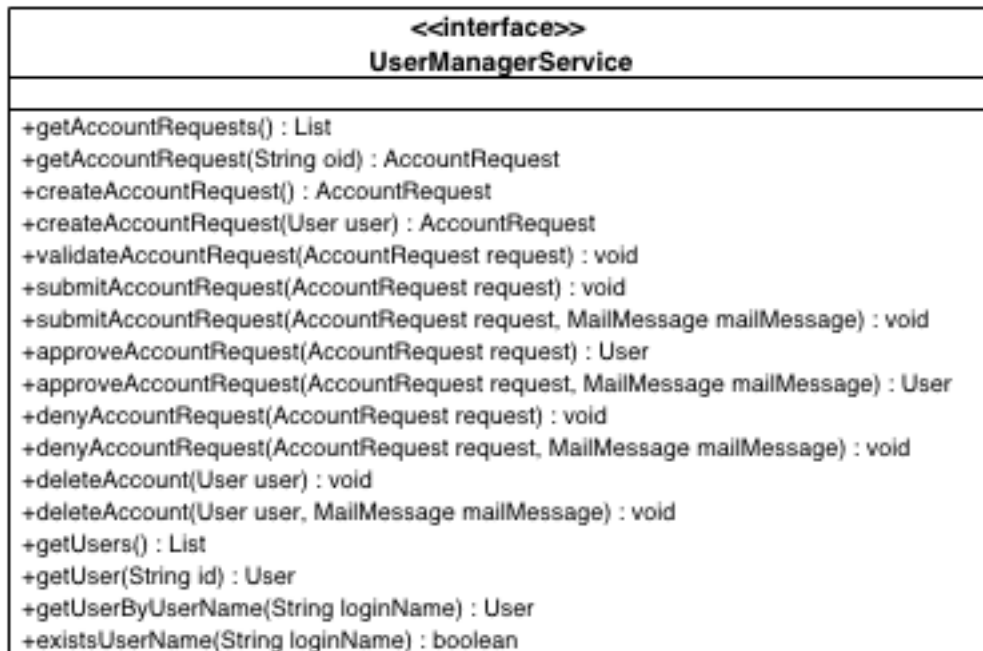 <<interface>>
UserManagerService
+getAccountRequests() : List
+getAccountRequest(String oid) : AccountRequest
+createAccountRequest() : AccountRequest
+createAccountRequest(User user) : AccountRequest
+validateAccountRequest(AccountRequest request) : void
+submitAccountRequest(AccountRequest request) : void
+submitAccountRequest(AccountRequest request, MailMessage mailMessage) : void
+approveAccountRequest(AccountRequest request) : User
+approveAccountRequest(AccountRequest request, MailMessage mailMessage) : User
+denyAccountRequest(AccountRequest request) : void
+denyAccountRequest(AccountRequest request, MailMessage mailMessage) : void
+deleteAccount(User user) : void
+deleteAccount(User user, MailMessage mailMessage) : void
+getUsers() : List
+getUser(String id) : User
+getUserByUserName(String loginName) : User
+existsUserName(String loginName) : boolean